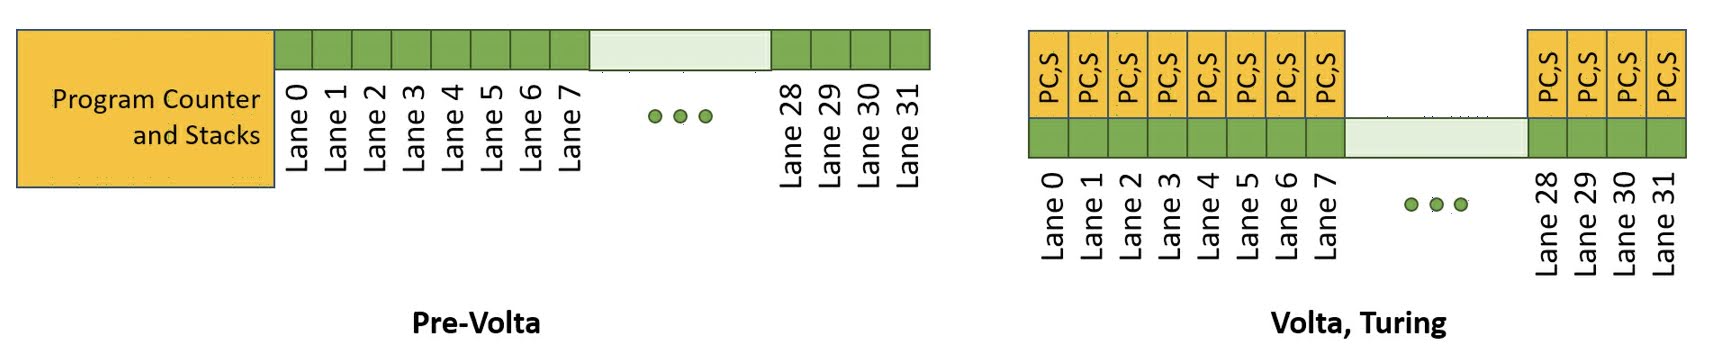 Program Counter
and Stacks
Lane 0
Lane 1
Lane 2
Lane 3
Lane 4
Lane 5
Lane 6
Lane 7
Lane 28
Lane 29
Lane 30
Lane 31
Pre-Volta
PC,S
PC,S
PC,S
PC,S
PC,S
PC,S
PC,S
PC,S
PC,S
PC,S
PC,S
PC,S
Lane 0
Lane 1
Lane 2
Lane 3
Lane 4
Lane 5
Lane 6
Lane 7
Lane 28
Lane 29
Lane 30
Lane 31
Volta, Turing